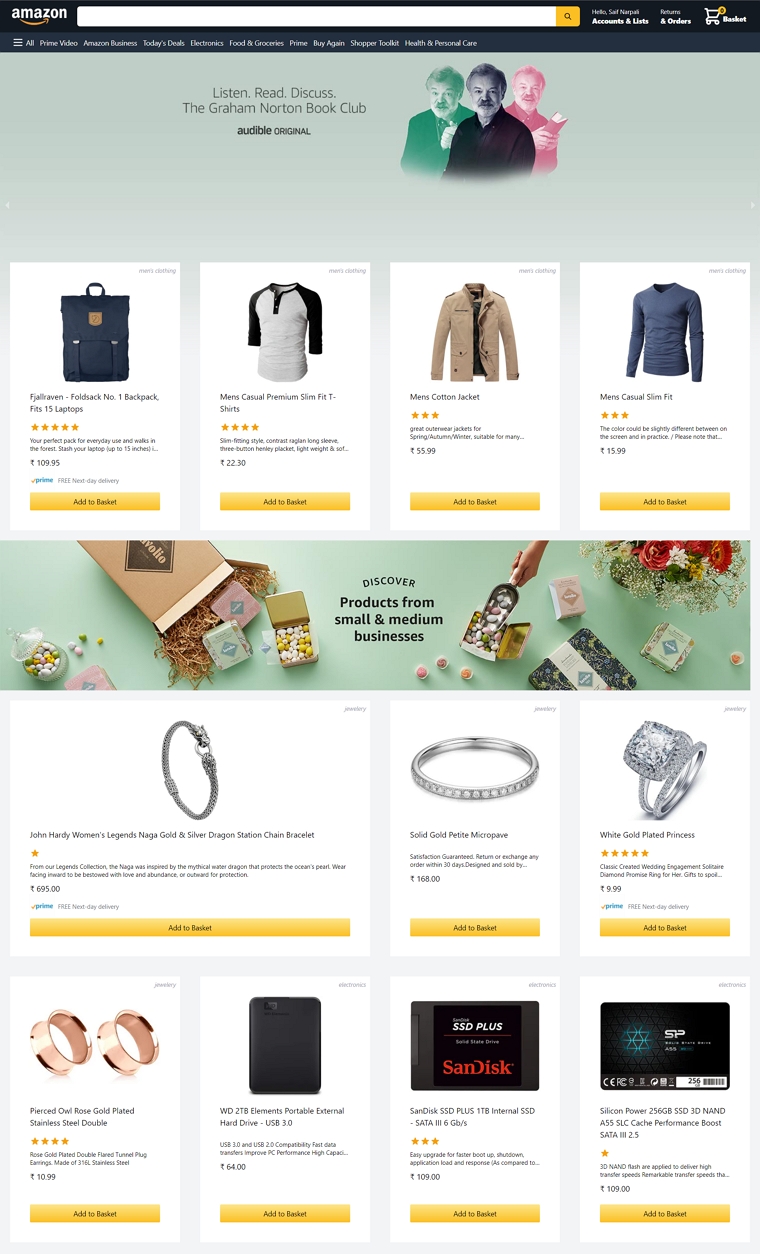 amazon
Hello, Saif Narpali
Accounts & Lists
Returns
& Orders
0
Basket
All Prime Video Amazon Business Today's Deals Electronics Food & Groceries Prime Buy Again Shopper Toolkit Health & Personal Care
Listen. Read. Discuss.
The Graham Norton Book Club
audible ORIGINAL
men's clothing
Fjallraven - Foldsack No. 1 Backpack,
Fits 15 Laptops
Your perfect pack for everyday use and walks in
the forest. Stash your laptop (up to 15 inches) i...
₹ 109.95
prime FREE Next-day delivery
Add to Basket
men's clothing
Mens Casual Premium Slim Fit T-
Shirts
Slim-fitting style, contrast raglan long sleeve,
three-button henley placket, light weight & sof...
₹ 22.30
Add to Basket
men's clothing
Mens Cotton Jacket
great outerwear jackets for
Spring/Autumn/Winter, suitable for many...
₹ 55.99
Add to Basket
men's clothing
Mens Casual Slim Fit
The color could be slightly different between on
the screen and in practice. / Please note that...
₹ 15.99
Add to Basket
DISCOVER
Products from
small & medium
businesses
jewelery
John Hardy Women's Legends Naga Gold & Silver Dragon Station Chain Bracelet
From our Legends Collection, the Naga was inspired by the mythical water dragon that protects the ocean's pearl. Wear
facing inward to be bestowed with love and abundance, or outward for protection.
₹ 695.00
prime FREE Next-day delivery
Add to Basket
jewelery
Solid Gold Petite Micropave
Satisfaction Guaranteed. Return or exchange any
order within 30 days.Designed and sold by...
₹ 168.00
Add to Basket
jewelery
White Gold Plated Princess
Classic Created Wedding Engagement Solitaire
Diamond Promise Ring for Her. Gifts to spoil...
₹ 9.99
prime FREE Next-day delivery
Add to Basket
jewelery
Pierced Owl Rose Gold Plated
Stainless Steel Double
Rose Gold Plated Double Flared Tunnel Plug
Earrings. Made of 316L Stainless Steel
₹ 10.99
Add to Basket
electronics
WD 2TB Elements Portable External
Hard Drive - USB 3.0
USB 3.0 and USB 2.0 Compatibility Fast data
transfers Improve PC Performance High Capaci...
₹ 64.00
Add to Basket
electronics
SanDisk
SSD PLUS
Solid State Drive
SanDisk
SanDisk SSD PLUS 1TB Internal SSD
- SATA III 6 Gb/s
Easy upgrade for faster boot up, shutdown,
application load and response (As compared to...
₹ 109.00
Add to Basket
electronics
SP
SOLID STATE DRIVE
A55
256
Silicon Power 256GB SSD 3D NAND
A55 SLC Cache Performance Boost
SATA III 2.5
3D NAND flash are applied to deliver high
transfer speeds Remarkable transfer speeds tha...
₹ 109.00
Add to Basket